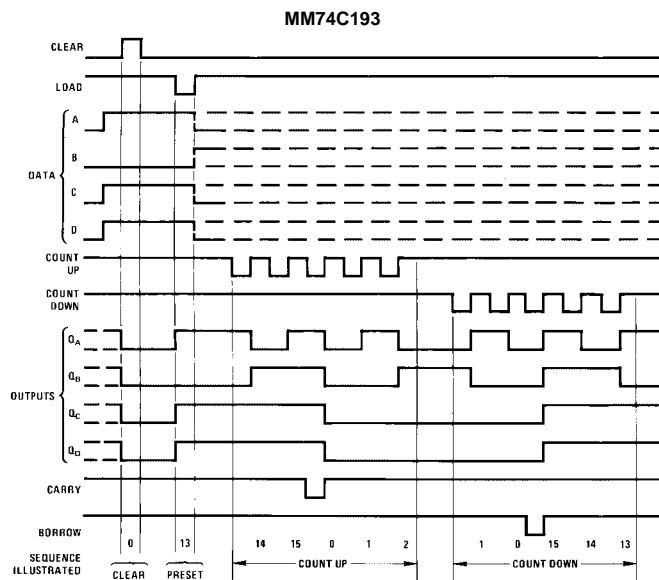 MM74C193
CLEAR
LOAD
A
B
DATA
C
D
COUNT
UP
COUNT
DOWN
QA
QB
OUTPUTS
QC
QD
CARRY
BORROW
0 13 14 15 0 1 2 1 0 15 14 13
SEQUENCE
ILLUSTRATED
CLEAR PRESET COUNT UP COUNT DOWN